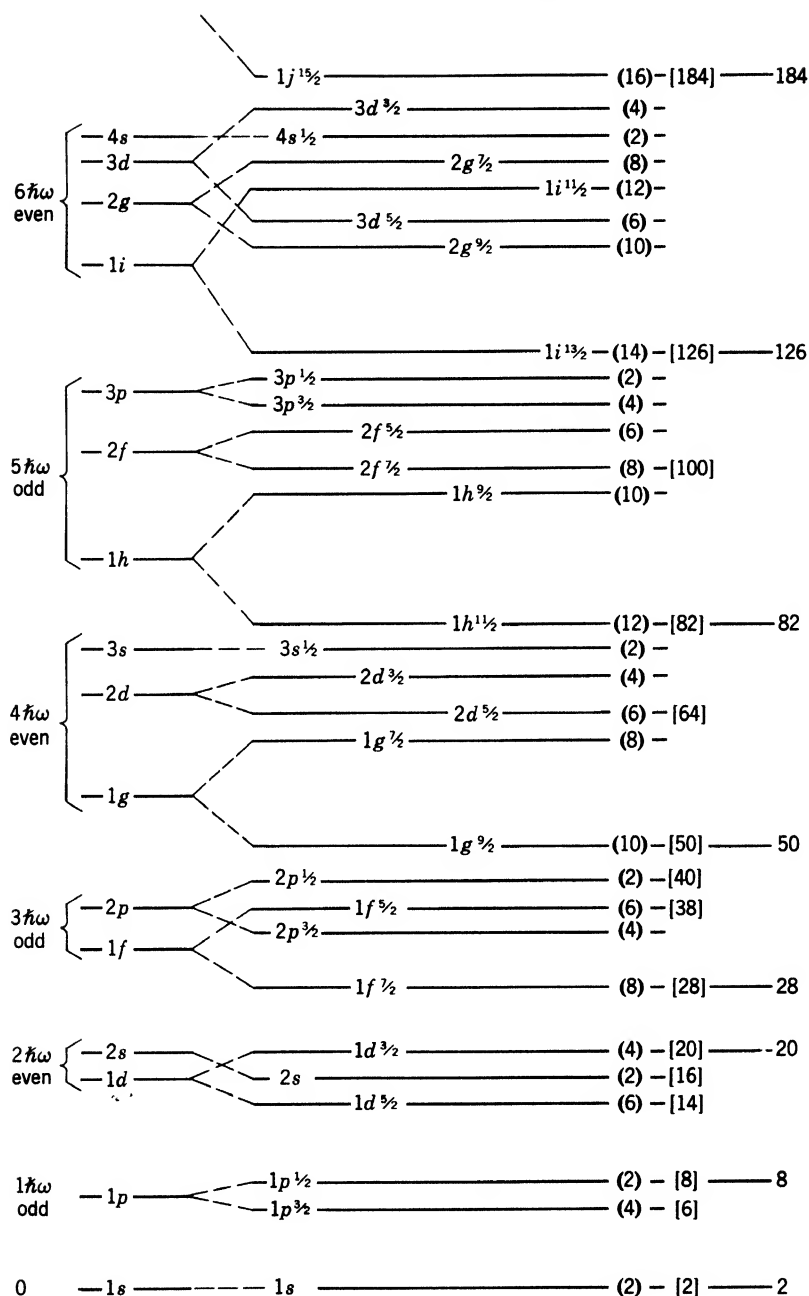 1j 15/2 (16) - [184] 184
3d 3/2 (4) -
4s 4s 1/2 (2) -
3d 2g 7/2 (8) -
6ħω even
1i 11/2 (12) -
2g
3d 5/2 (6) -
2g 9/2 (10) -
1i
1i 13/2 (14) - [126] 126
3p 1/2 (2) -
3p
3p 3/2 (4) -
2f 5/2 (6) -
2f
5ħω odd
2f 7/2 (8) - [100]
1h 9/2 (10) -
1h
1h 11/2 (12) - [82] 82
3s 3s 1/2 (2) -
2d 3/2 (4) -
2d
4ħω even
2d 5/2 (6) - [64]
1g 7/2 (8) -
1g
1g 9/2 (10) - [50] 50
2p 1/2 (2) - [40]
2p 1f 5/2 (6) - [38]
3ħω odd
2p 3/2 (4) -
1f
1f 7/2 (8) - [28] 28
2s 1d 3/2 (4) - [20] 20
2ħω even
1d 2s (2) - [16]
1d 5/2 (6) - [14]
1p 1/2 (2) - [8] 8
1ħω odd
1p
1p 3/2 (4) - [6]
0 1s 1s (2) - [2] 2